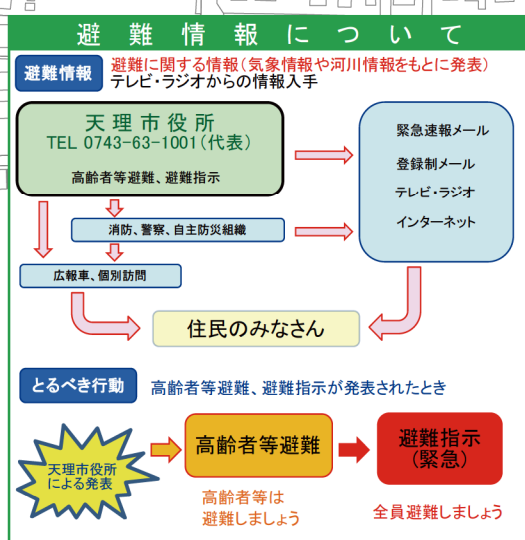 避難情報について
避難情報
避難に関する情報(気象情報や河川情報をもとに発表)
テレビ・ラジオからの情報入手
天理市役所
TEL 0743-63-1001(代表)
高齢者等避難、避難指示
緊急速報メール
登録制メール
テレビ・ラジオ
インターネット
消防、警察、自主防災組織
広報車、個別訪問
住民のみなさん
とるべき行動
高齢者等避難、避難指示が発表されたとき
天理市役所
による発表
高齢者等避難
避難指示
(緊急)
高齢者等は
避難しましょう
全員避難しましょう